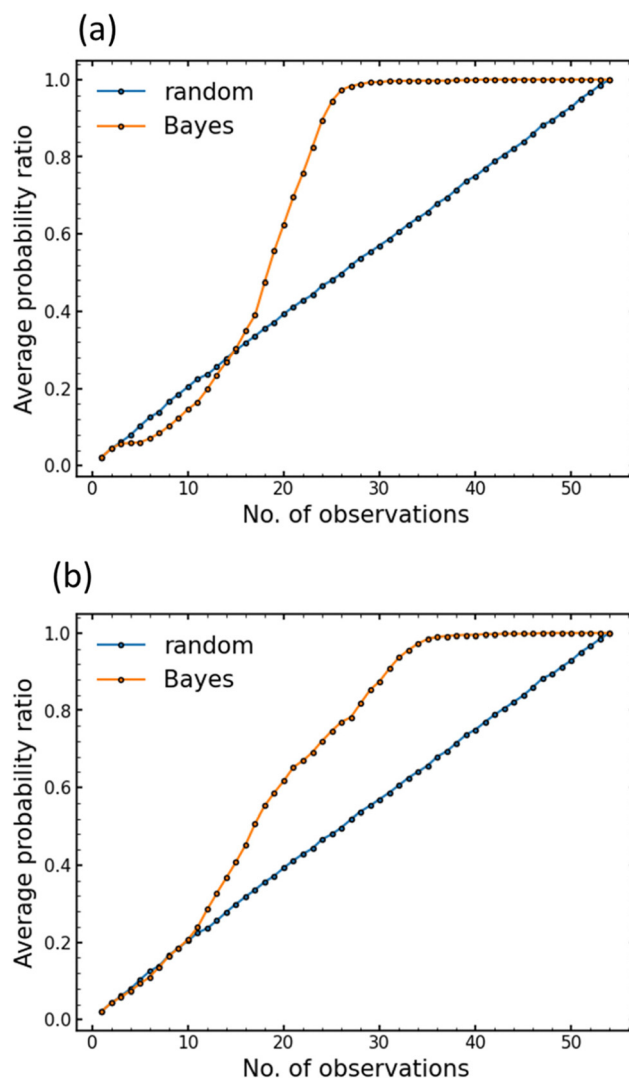 (a)
1.0
random
Bayes
0.8
0.6
0.4
0.2
0.0
Average probability ratio
0 10 20 30 40 50
No. of observations
(b)
1.0
random
Bayes
0.8
0.6
0.4
0.2
0.0
Average probability ratio
0 10 20 30 40 50
No. of observations